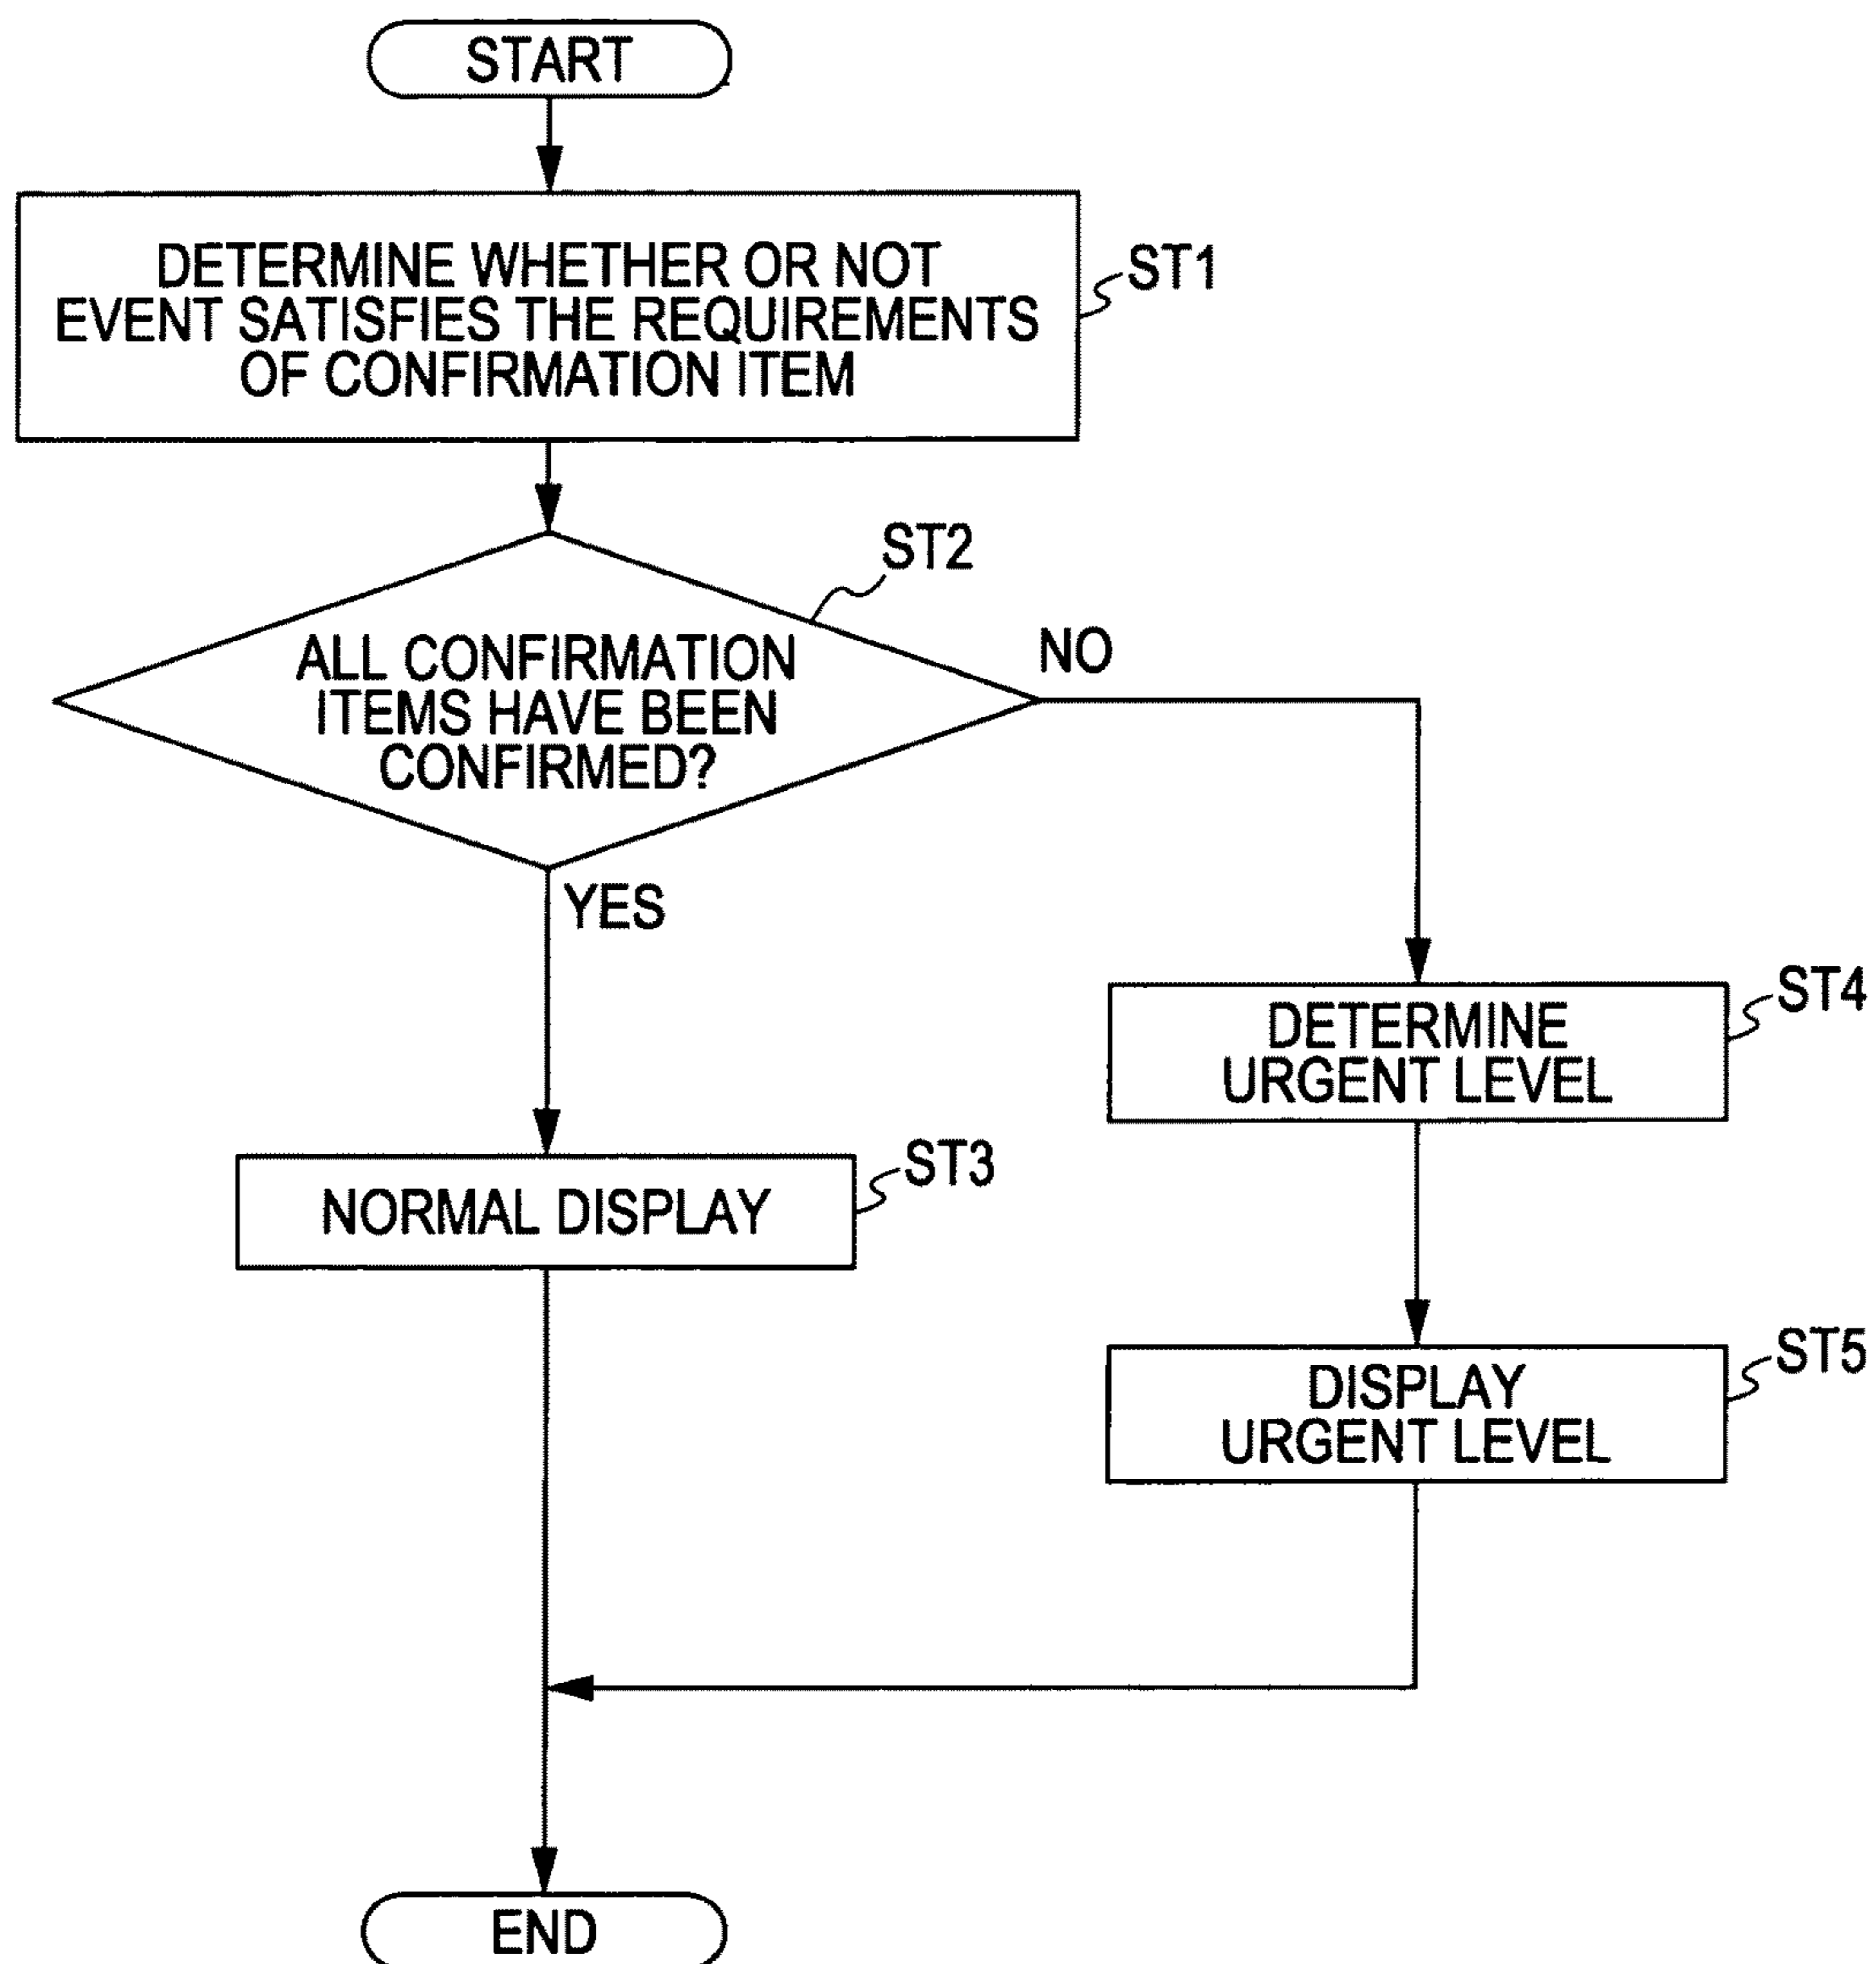 START
DETERMINE WHETHER OR NOT
EVENT SATISFIES THE REQUIREMENTS
OF CONFIRMATION ITEM
ST1
ST2
ALL CONFIRMATION
ITEMS HAVE BEEN
CONFIRMED?
NO
YES
ST4
DETERMINE
URGENT LEVEL
ST3
NORMAL DISPLAY
ST5
DISPLAY
URGENT LEVEL
END